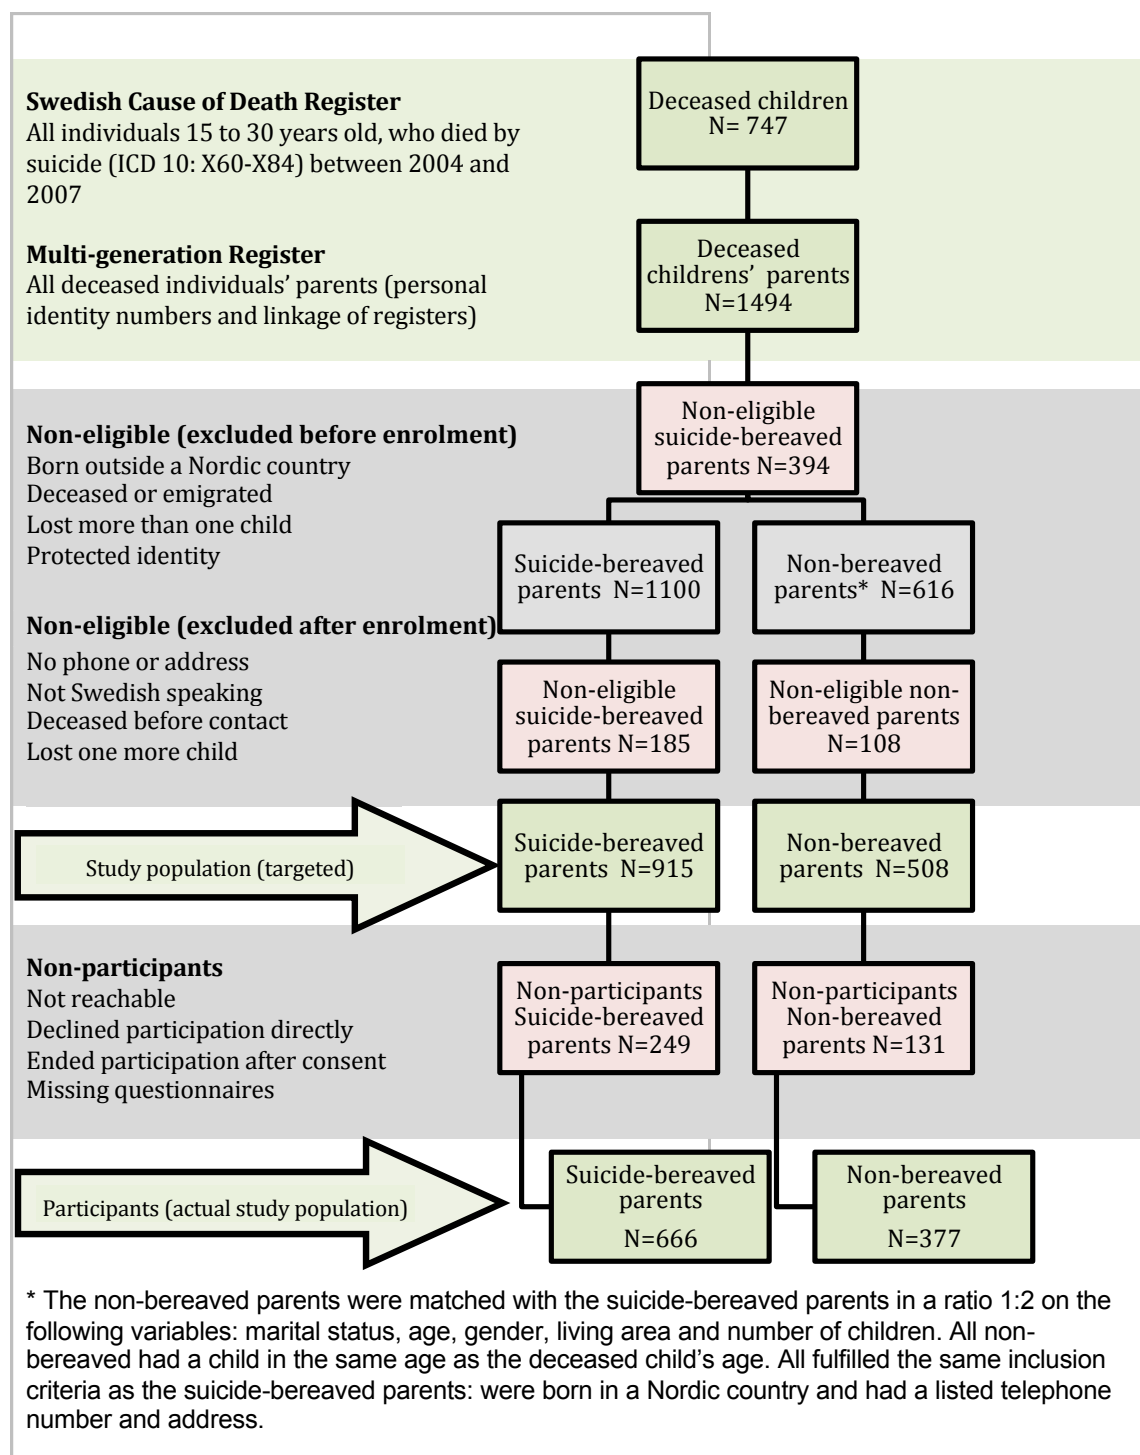 Swedish Cause of Death Register
All individuals 15 to 30 years old, who died by
suicide (ICD 10: X60-X84) between 2004 and
2007
Deceased children
N= 747
Multi-generation Register
All deceased individuals' parents (personal
identity numbers and linkage of registers)
Deceased
childrens' parents
N=1494
Non-eligible
suicide-bereaved
parents N=394
Non-eligible (excluded before enrolment)
Born outside a Nordic country
Deceased or emigrated
Lost more than one child
Protected identity
Suicide-bereaved
parents N=1100
Non-bereaved
parents* N=616
Non-eligible (excluded after enrolment)
No phone or address
Not Swedish speaking
Deceased before contact
Lost one more child
Non-eligible
suicide-bereaved
parents N=185
Non-eligible non-
bereaved parents
N=108
Study population (targeted)
Suicide-bereaved
parents N=915
Non-bereaved
parents N=508
Non-participants
Not reachable
Declined participation directly
Ended participation after consent
Missing questionnaires
Non-participants
Suicide-bereaved
parents N=249
Non-participants
Non-bereaved
parents N=131
Participants (actual study population)
Suicide-bereaved
parents
N=666
Non-bereaved
parents
N=377
* The non-bereaved parents were matched with the suicide-bereaved parents in a ratio 1:2 on the
following variables: marital status, age, gender, living area and number of children. All non-
bereaved had a child in the same age as the deceased child's age. All fulfilled the same inclusion
criteria as the suicide-bereaved parents: were born in a Nordic country and had a listed telephone
number and address.